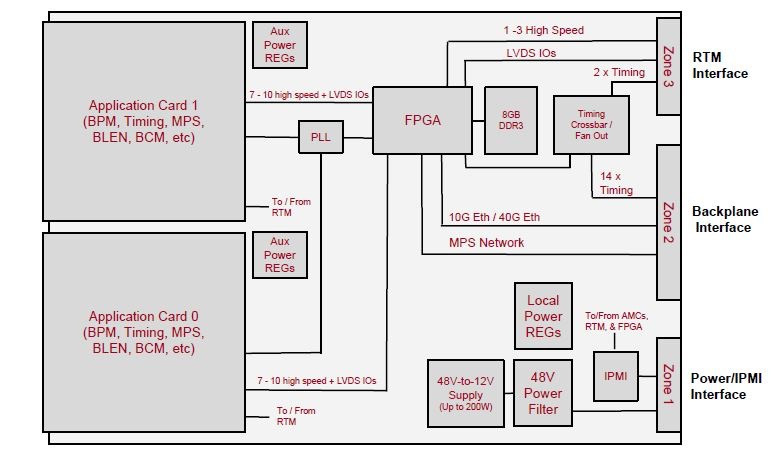 Application Card 1
(BPM, Timing, MPS,
BLEN, BCM, etc)
Aux
Power
REGs
7 - 10 high speed + LVDS IOs
PLL
To / From
RTM
Application Card 0
(BPM, Timing, MPS,
BLEN, BCM, etc)
Aux
Power
REGs
7 - 10 high speed + LVDS IOs
To / From
RTM
FPGA
8GB
DDR3
1 -3 High Speed
LVDS IOs
2 x Timing
Timing
Crossbar /
Fan Out
14 x
Timing
10G Eth / 40G Eth
MPS Network
Local
Power
REGs
To/From AMCs,
RTM, & FPGA
IPMI
48V-to-12V
Supply
(Up to 200W)
48V
Power
Filter
Zone 3
Zone 2
Zone 1
RTM
Interface
Backplane
Interface
Power/IPMI
Interface